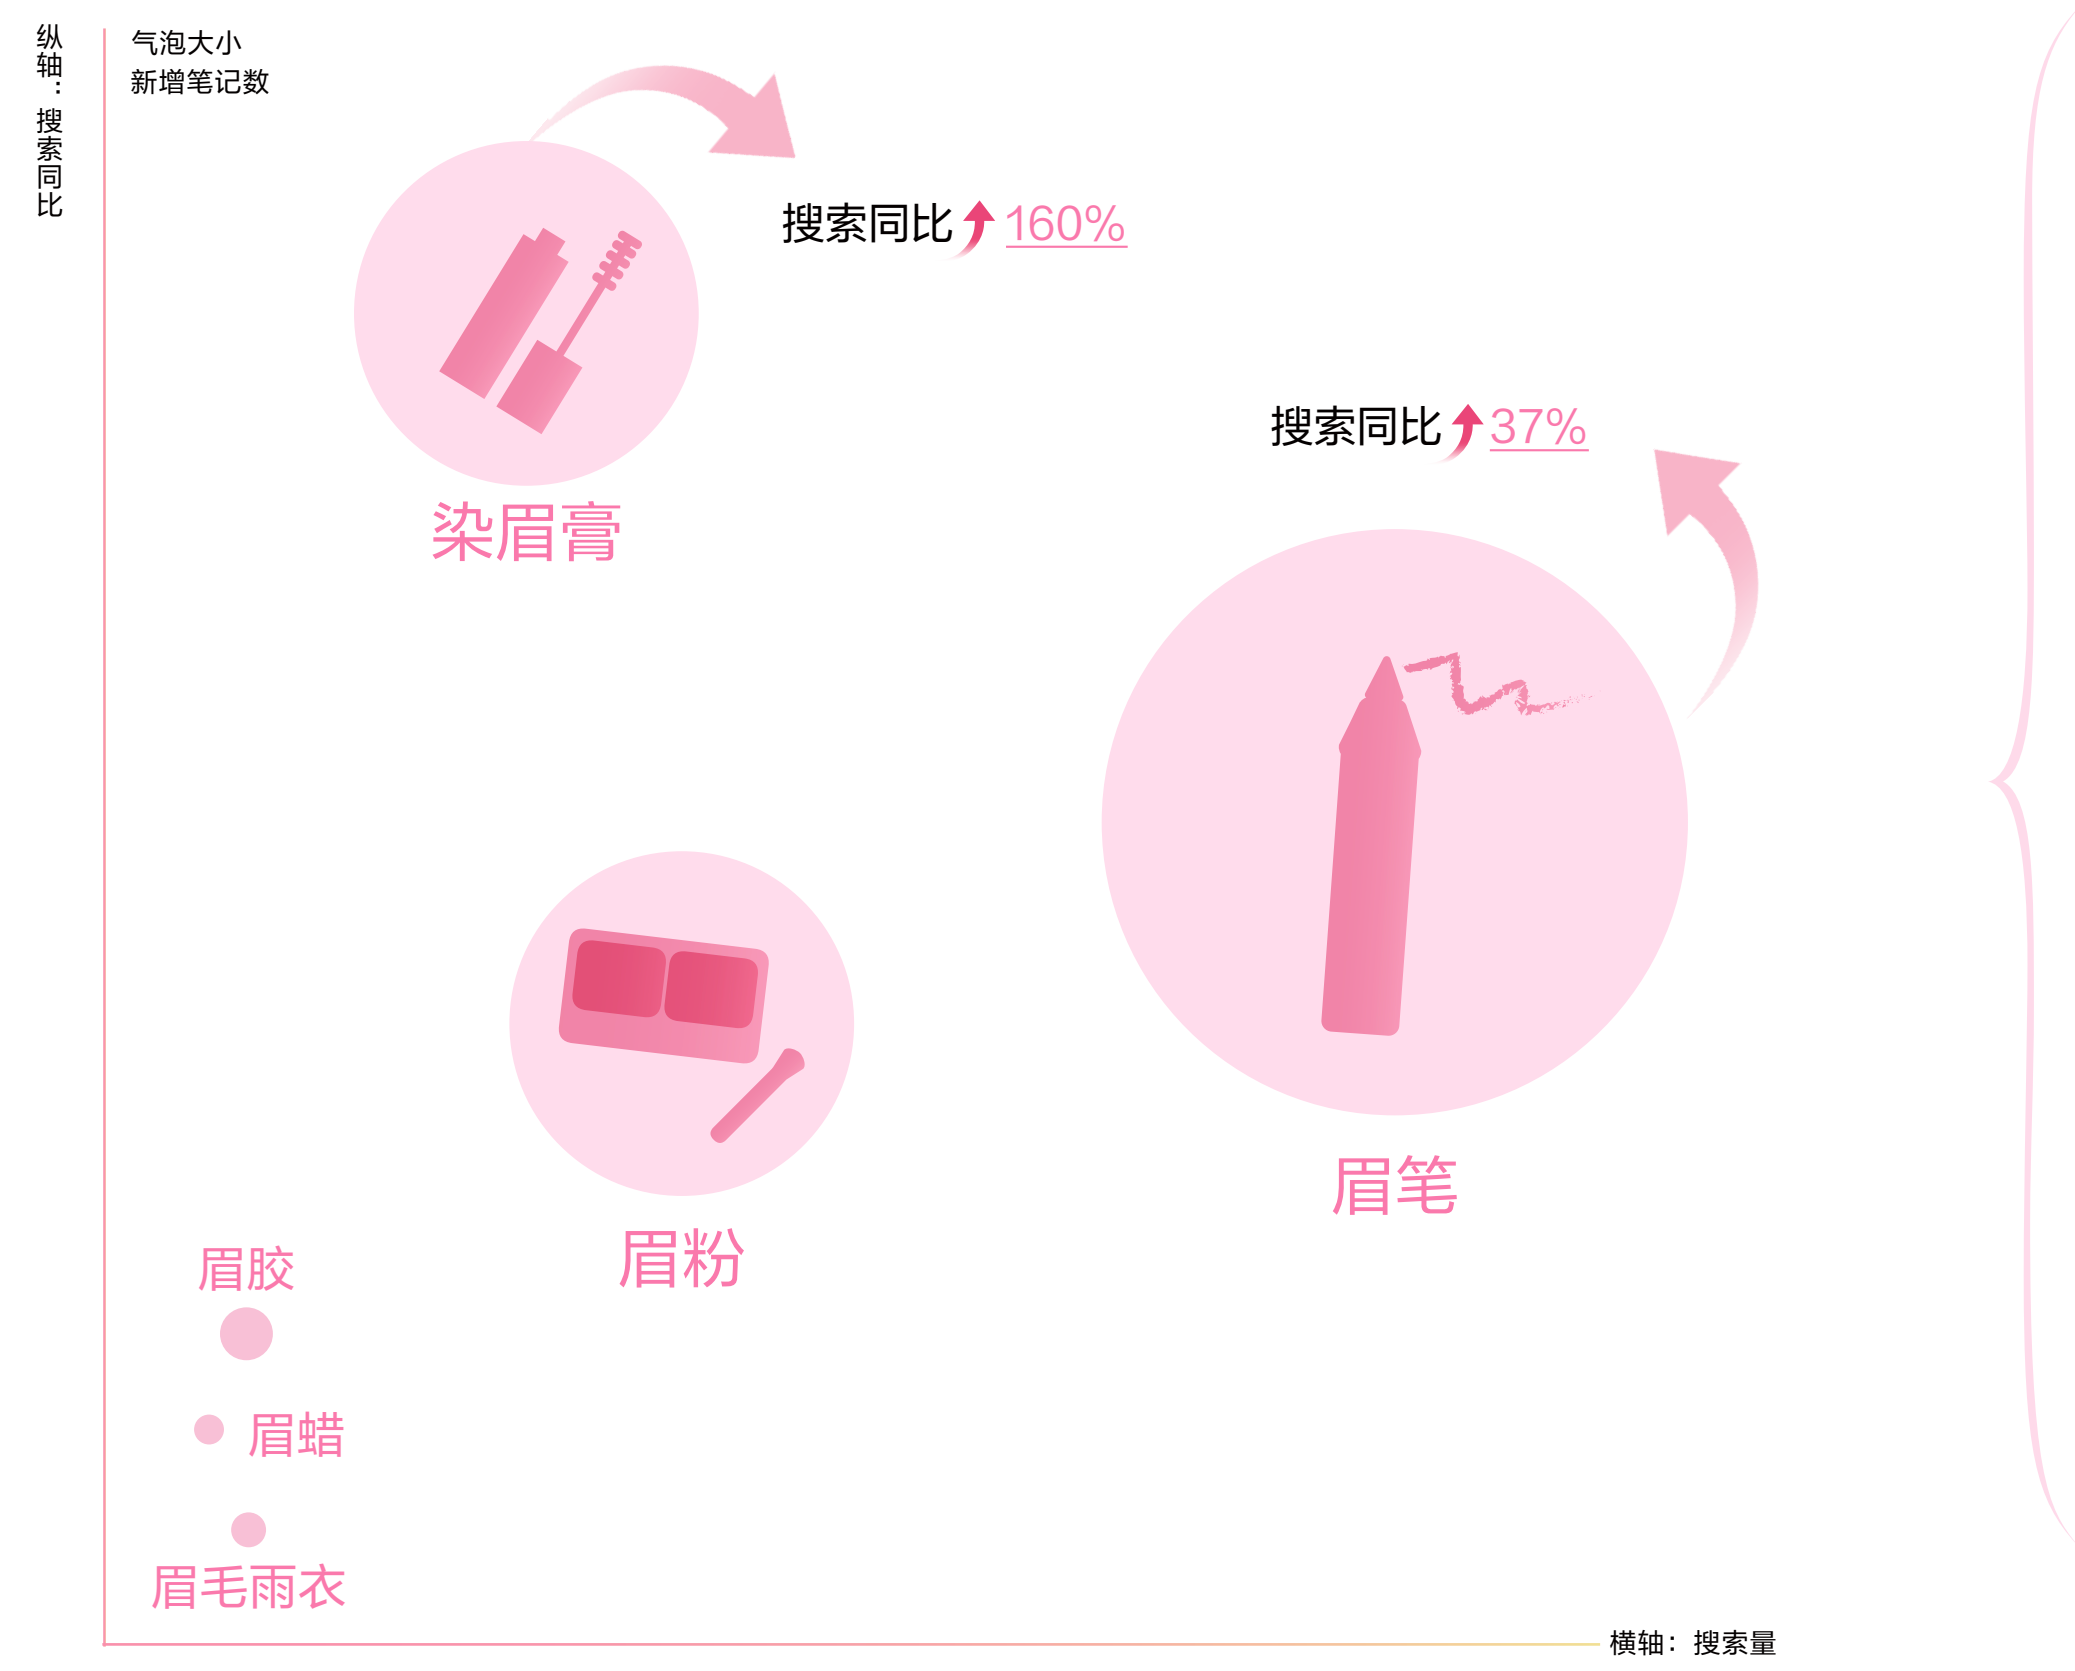 纵轴：搜索同比
气泡大小
新增笔记数
搜索同比 160%
搜索同比 37%
染眉膏
眉笔
眉粉
眉胶
眉蜡
眉毛雨衣
横轴：搜索量